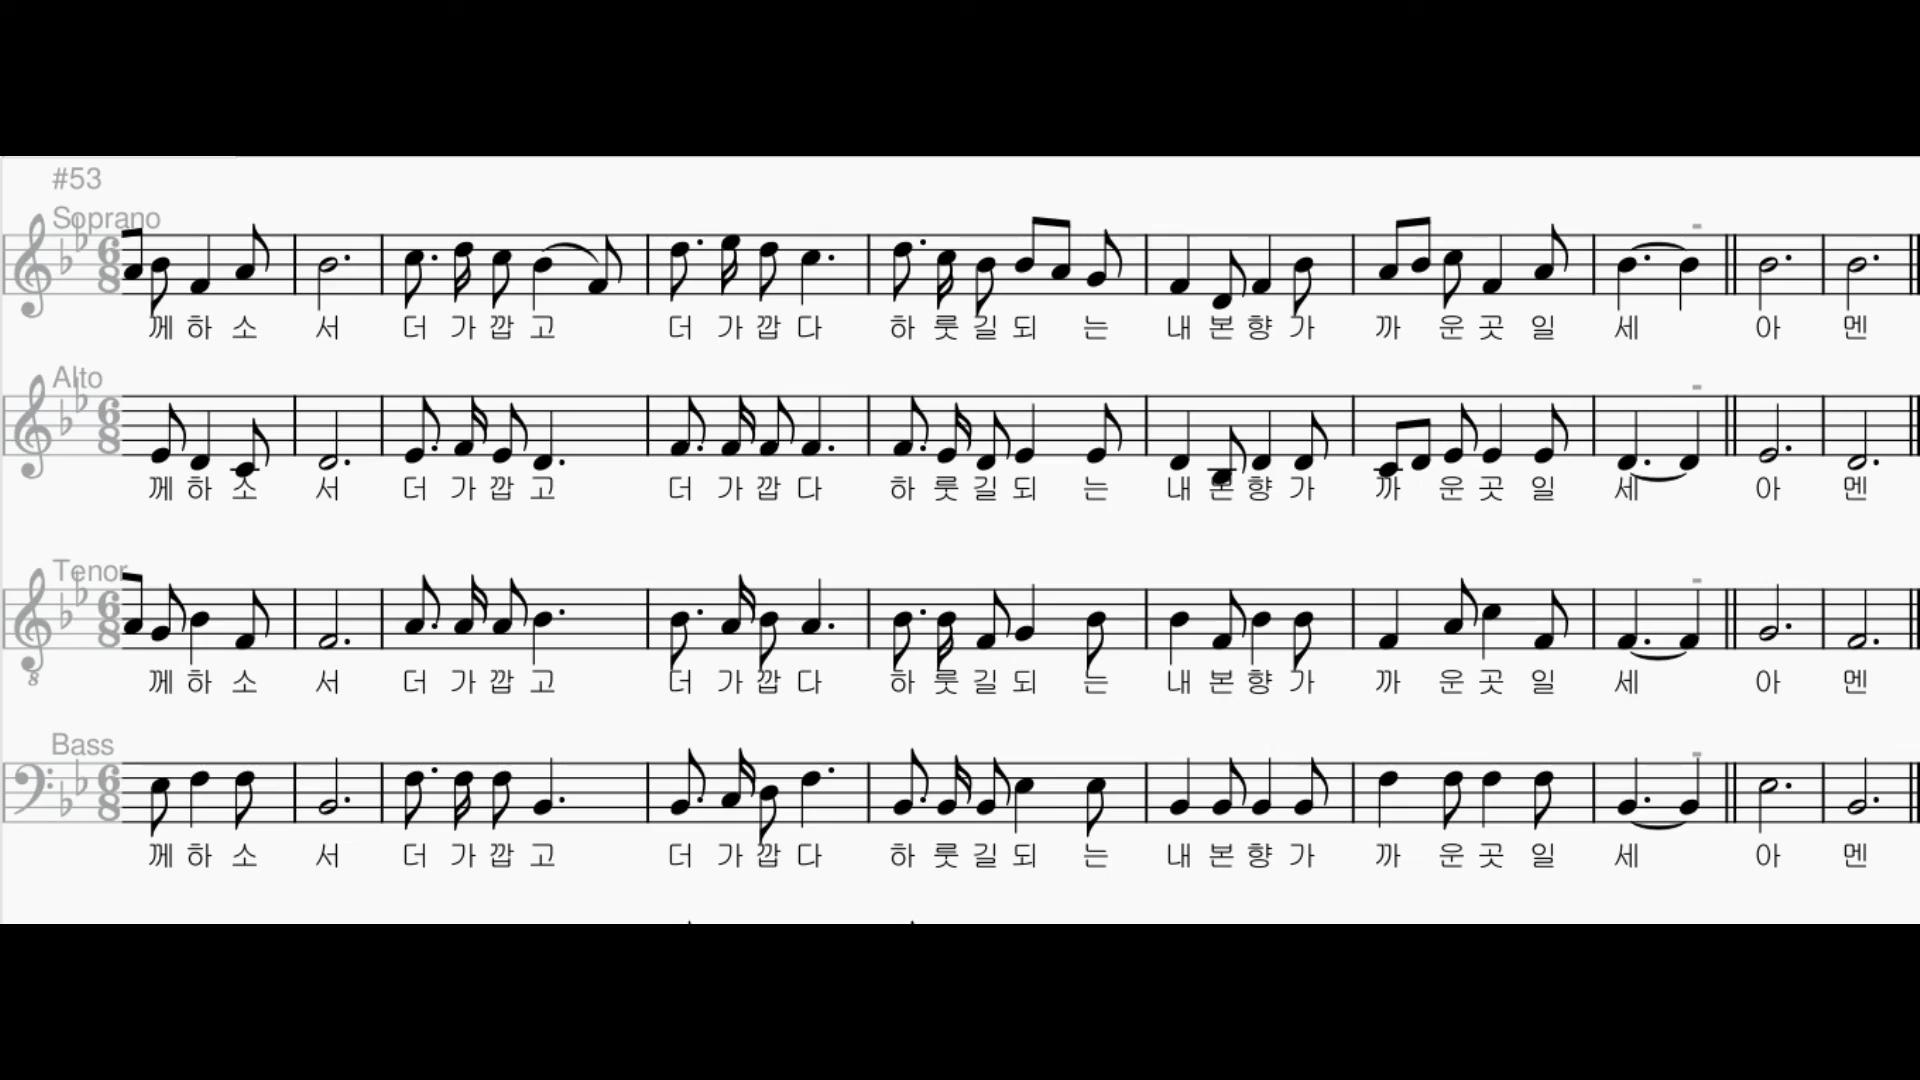 #53
Soprano
께 하 소 서 더 가 깝 고 더 가 깝 다 하 룻 길 되 는 내 본 향 가 까 운 곳 일 세 아 멘
Alto
께 하 소 서 더 가 깝 고 더 가 깝 다 하 룻 길 되 는 내 본 향 가 까 운 곳 일 세 아 멘
Tenor
께 하 소 서 더 가 깝 고 더 가 깝 다 하 룻 길 되 는 내 본 향 가 까 운 곳 일 세 아 멘
Bass
께 하 소 서 더 가 깝 고 더 가 깝 다 하 룻 길 되 는 내 본 향 가 까 운 곳 일 세 아 멘